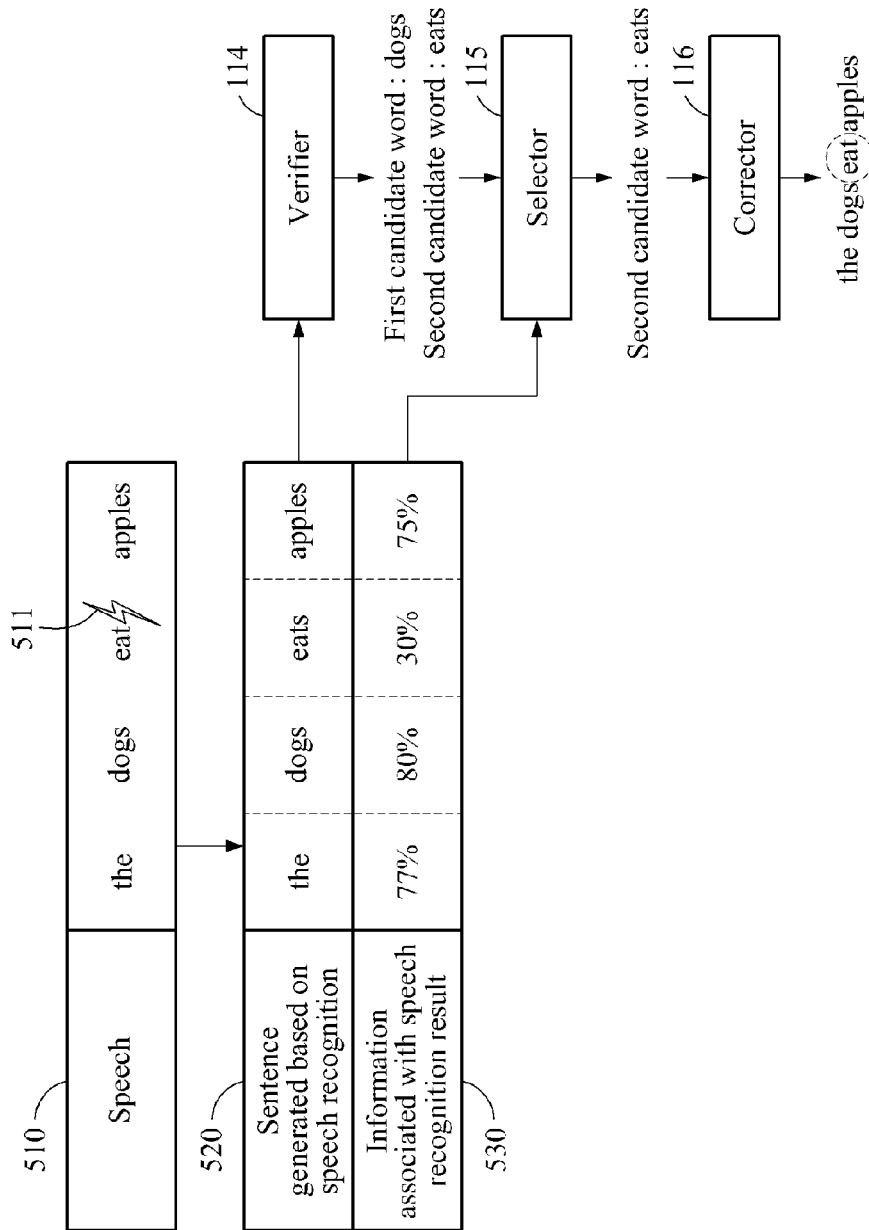 510
Speech
the dogs eat apples
511
520
Sentence
generated based on
speech recognition
the dogs eats apples
Information
associated with speech
recognition result
77% 80% 30% 75%
530
Verifier
114
First candidate word : dogs
Second candidate word : eats
Selector
115
Second candidate word : eats
Corrector
116
the dogs eat apples